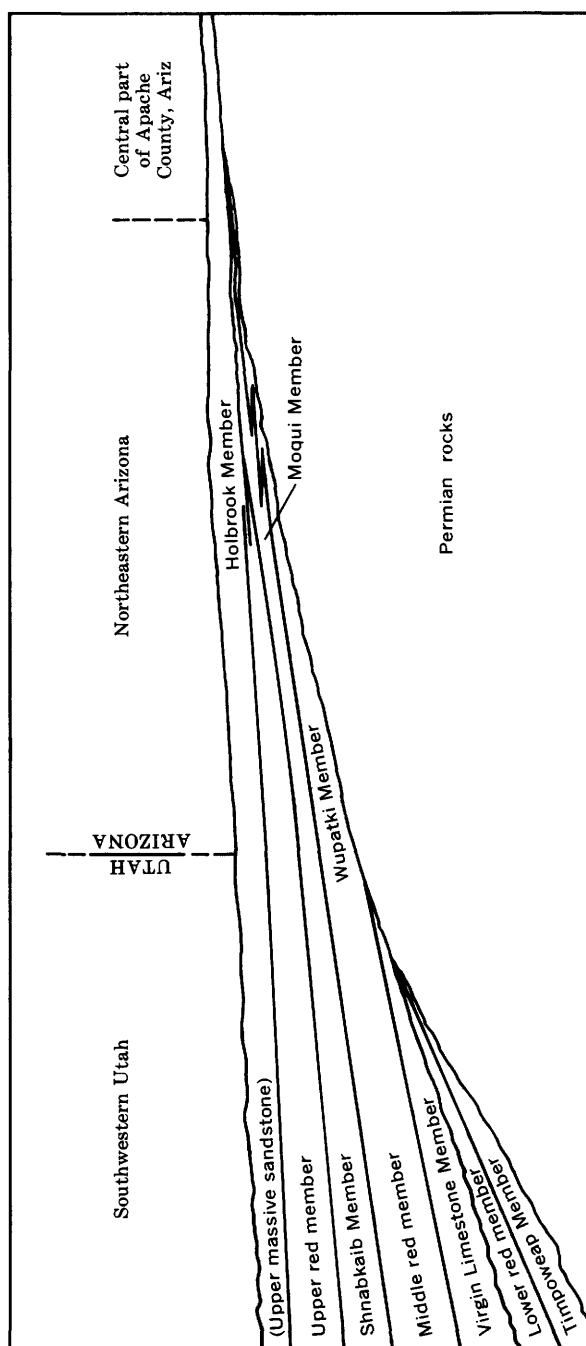 Southwestern Utah
UTAH
ARIZONA
Northeastern Arizona
Central part
of Apache
County, Ariz
(Upper massive sandstone)
Upper red member
Shnabkaib Member
Middle red member
Virgin Limestone Member
Lower red member
Timpoweap Member
Wupatki Member
Holbrook Member
Moqui Member
Permian rocks